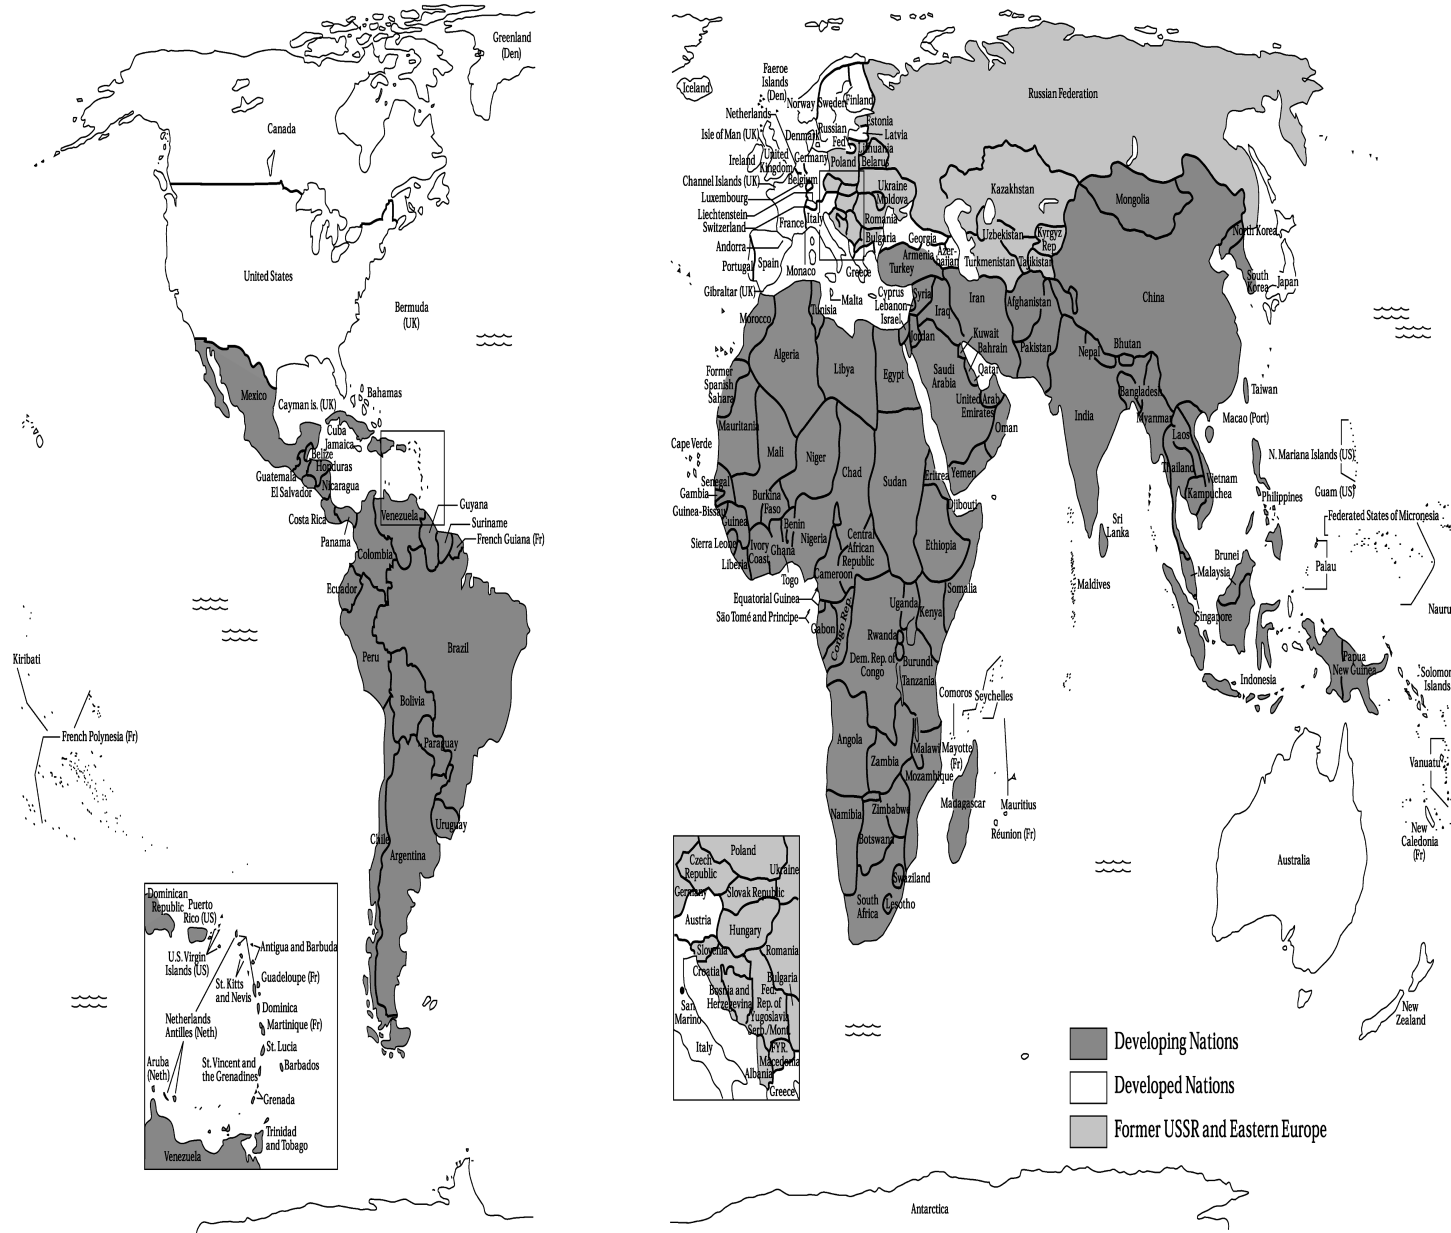 Greenland
(Den)
Canada
United States
Bermuda
(UK)
Mexico
Bahamas
Cayman is. (UK)
Cuba
Jamaica
Belize
Honduras
Guatemala
El Salvador
Nicaragua
Costa Rica
Panama
Venezuela
Guyana
Suriname
French Guiana (Fr)
Colombia
Ecuador
Brazil
Peru
Bolivia
Paraguay
Chile
Uruguay
Argentina
Kiribati
French Polynesia (Fr)
Dominican
Republic
Puerto
Rico (US)
U.S. Virgin
Islands (US)
Antigua and Barbuda
St. Kitts
and Nevis
Guadeloupe (Fr)
Dominica
Netherlands
Antilles (Neth)
Martinique (Fr)
St. Lucia
Aruba
(Neth)
St. Vincent and
the Grenadines
Barbados
Grenada
Trinidad
and Tobago
Venezuela
Iceland
Faeroe
Islands
(Den)
Norway
Sweden
Finland
Russian Federation
Netherlands
Isle of Man (UK)
Denmark
Russian
Fed
Estonia
Latvia
Lithuania
Ireland
United
Kingdom
Germany
Poland
Belarus
Channel Islands (UK)
Belgium
Luxembourg
Ukraine
Moldova
Liechtenstein
Switzerland
France
Italy
Romania
Bulgaria
Andorra
Portugal
Spain
Monaco
Greece
Gibraltar (UK)
Malta
Georgia
Armenia
Azer-
baijan
Turkey
Kazakhstan
Uzbekistan
Kyrgyz
Rep
Turkmenistan
Tajikistan
Mongolia
North Korea
South
Korea
Japan
China
Cyprus
Lebanon
Israel
Syria
Iraq
Iran
Afghanistan
Jordan
Kuwait
Bahrain
Qatar
Pakistan
Nepal
Bhutan
Saudi
Arabia
United Arab
Emirates
Oman
Yemen
India
Bangladesh
Myanmar
Laos
Thailand
Vietnam
Kampuchea
Taiwan
Macao (Port)
Philippines
N. Mariana Islands (US)
Guam (US)
Federated States of Micronesia
Palau
Nauru
Sri
Lanka
Maldives
Brunei
Malaysia
Singapore
Indonesia
Papua
New Guinea
Solomon
Islands
Vanuatu
New
Caledonia
(Fr)
Australia
New
Zealand
Morocco
Tunisia
Algeria
Libya
Egypt
Former
Spanish
Sahara
Mauritania
Cape Verde
Mali
Niger
Chad
Sudan
Eritrea
Djibouti
Senegal
Gambia
Guinea-Bissau
Guinea
Burkina
Faso
Benin
Nigeria
Sierra Leone
Ivory
Coast
Ghana
Liberia
Togo
Central
African
Republic
Ethiopia
Cameroon
Somalia
Equatorial Guinea
São Tomé and Principe
Gabon
Congo Rep.
Uganda
Kenya
Rwanda
Dem. Rep. of
Congo
Burundi
Tanzania
Comoros
Seychelles
Angola
Zambia
Malawi
Mayotte
(Fr)
Mozambique
Madagascar
Mauritius
Réunion (Fr)
Namibia
Zimbabwe
Botswana
Swaziland
South
Africa
Lesotho
Poland
Czech
Republic
Ukraine
Germany
Slovak Republic
Austria
Hungary
Slovenia
Romania
Croatia
Bosnia and
Herzegovina
Bulgaria
Fed.
Rep. of
Yugoslavia
Serp./Mont.
San
Marino
Italy
FYR.
Macedonia
Albania
Greece
Developing Nations
Developed Nations
Former USSR and Eastern Europe
Antarctica